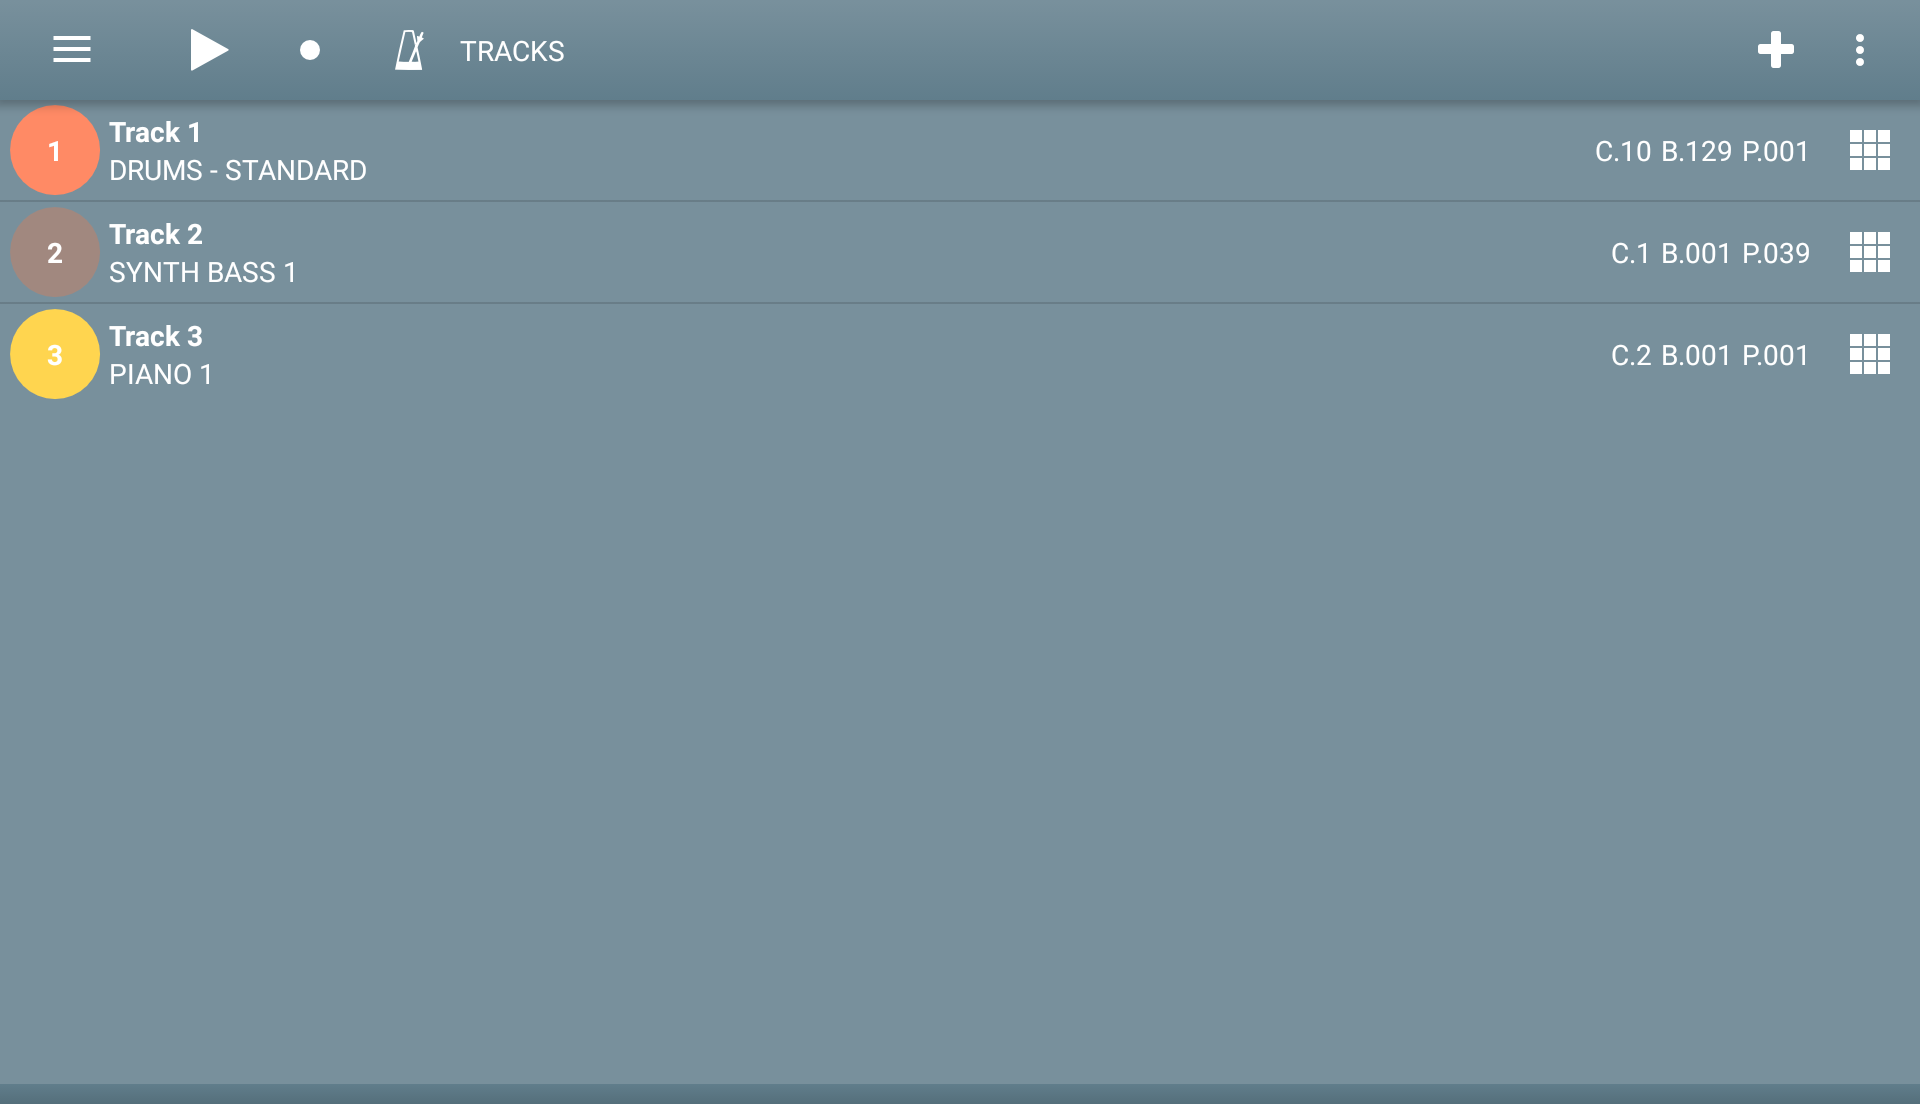 TRACKS
1
Track 1
DRUMS - STANDARD
C.10 B.129 P.001
2
Track 2
SYNTH BASS 1
C.1 B.001 P.039
3
Track 3
PIANO 1
C.2 B.001 P.001